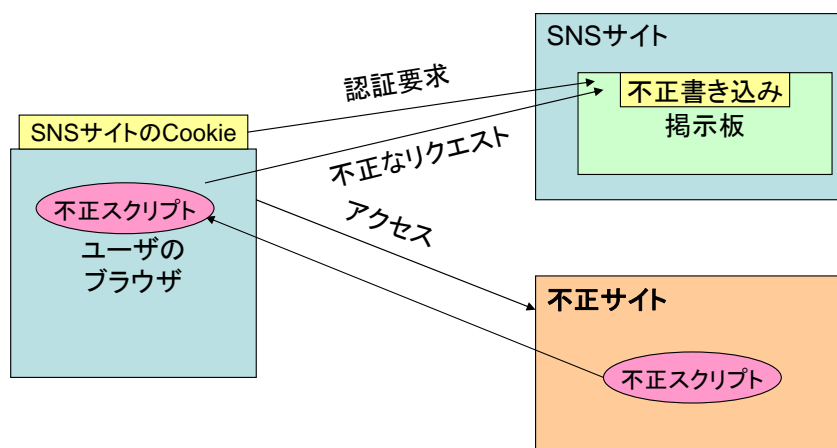 SNSサイト
認証要求
不正書き込み
掲示板
SNSサイトのCookie
不正なリクエスト
不正スクリプト
アクセス
ユーザの
ブラウザ
不正サイト
不正スクリプト